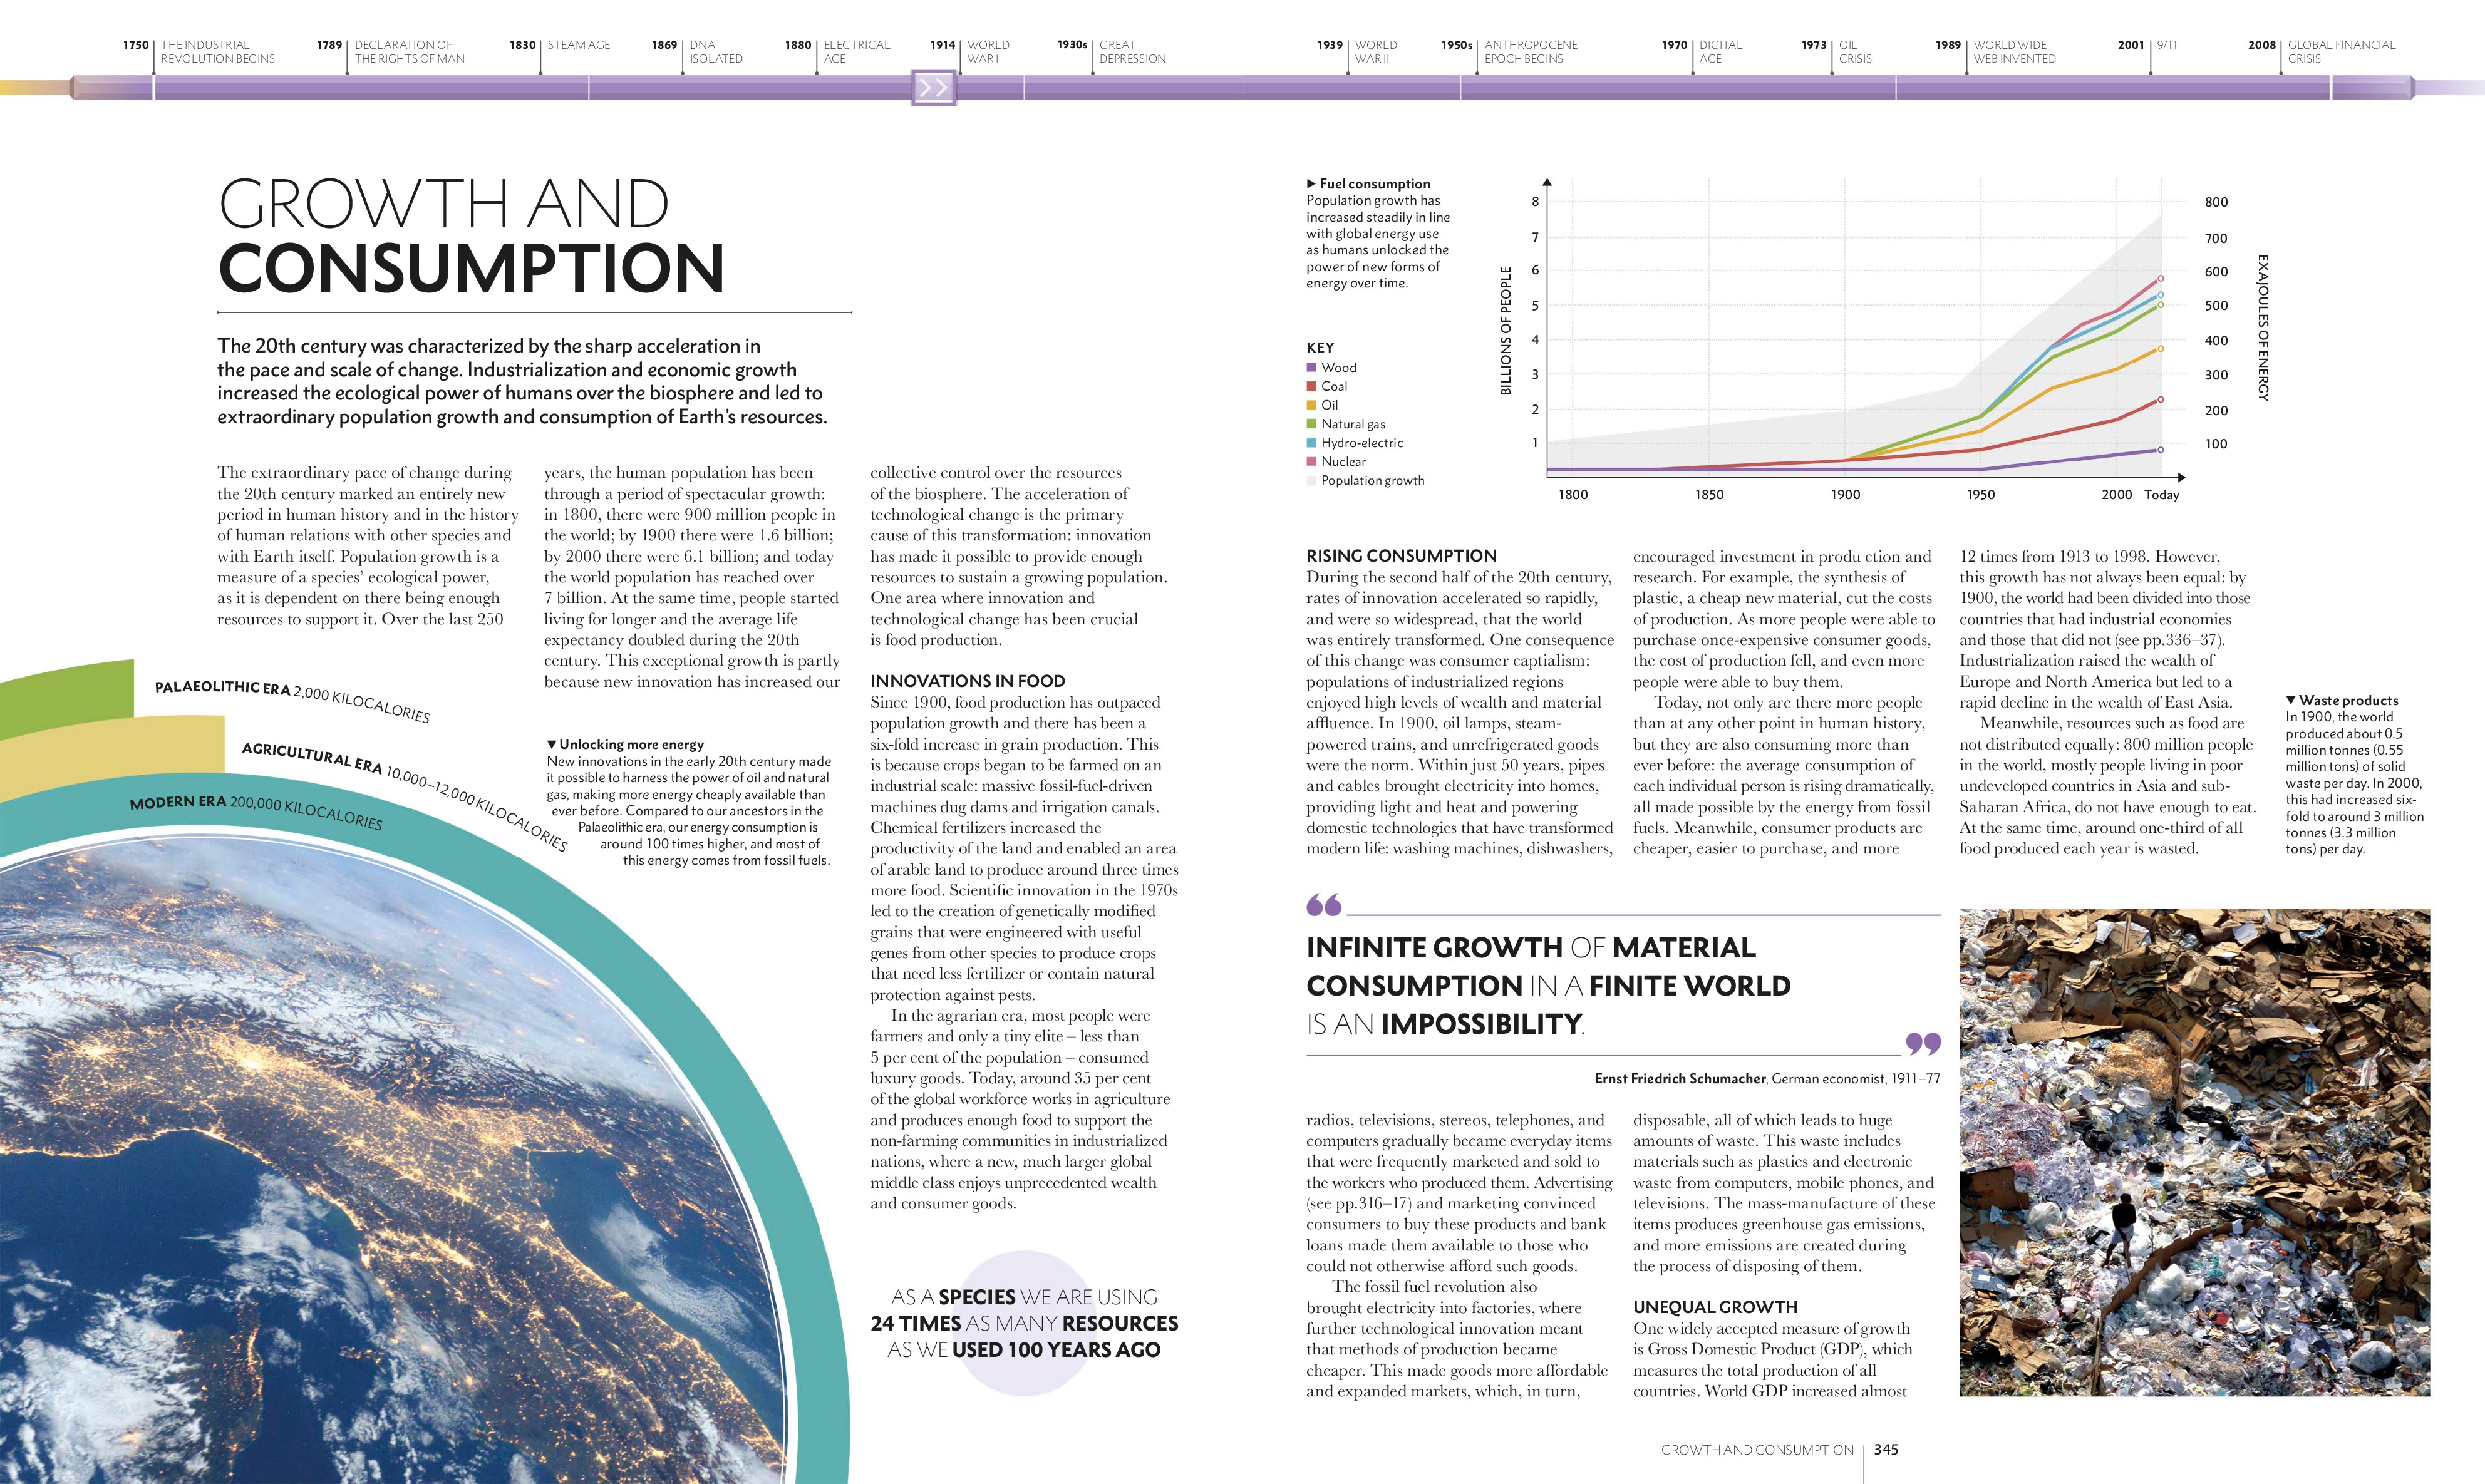 1750 THE INDUSTRIAL
REVOLUTION BEGINS
1789 DECLARATION OF
THE RIGHTS OF MAN
1830 STEAM AGE
1869 DNA
ISOLATED
1880 ELECTRICAL
AGE
1914 WORLD
WAR I
1930s GREAT
DEPRESSION
1939 WORLD
WAR II
1950s ANTHROPOCENE
EPOCH BEGINS
1970 DIGITAL
AGE
1973 OIL
CRISIS
1989 WORLD WIDE
WEB INVENTED
2001 9/11
2008 GLOBAL FINANCIAL
CRISIS
GROWTH AND
CONSUMPTION
The 20th century was characterized by the sharp acceleration in
the pace and scale of change. Industrialization and economic growth
increased the ecological power of humans over the biosphere and led to
extraordinary population growth and consumption of Earth's resources.
The extraordinary pace of change during
the 20th century marked an entirely new
period in human history and in the history
of human relations with other species and
with Earth itself. Population growth is a
measure of a species' ecological power,
as it is dependent on there being enough
resources to support it. Over the last 250
years, the human population has been
through a period of spectacular growth:
in 1800, there were 900 million people in
the world; by 1900 there were 1.6 billion;
by 2000 there were 6.1 billion; and today
the world population has reached over
7 billion. At the same time, people started
living for longer and the average life
expectancy doubled during the 20th
century. This exceptional growth is partly
because new innovation has increased our
collective control over the resources
of the biosphere. The acceleration of
technological change is the primary
cause of this transformation: innovation
has made it possible to provide enough
resources to sustain a growing population.
One area where innovation and
technological change has been crucial
is food production.
INNOVATIONS IN FOOD
Since 1900, food production has outpaced
population growth and there has been a
six-fold increase in grain production. This
is because crops began to be farmed on an
industrial scale: massive fossil-fuel-driven
machines dug dams and irrigation canals.
Chemical fertilizers increased the
productivity of the land and enabled an area
of arable land to produce around three times
more food. Scientific innovation in the 1970s
led to the creation of genetically modified
grains that were engineered with useful
genes from other species to produce crops
that need less fertilizer or contain natural
protection against pests.
In the agrarian era, most people were
farmers and only a tiny elite – less than
5 per cent of the population – consumed
luxury goods. Today, around 35 per cent
of the global workforce works in agriculture
and produces enough food to support the
non-farming communities in industrialized
nations, where a new, much larger global
middle class enjoys unprecedented wealth
and consumer goods.
PALAEOLITHIC ERA 2,000 KILOCALORIES
AGRICULTURAL ERA 10,000–12,000 KILOCALORIES
MODERN ERA 200,000 KILOCALORIES
▼ Unlocking more energy
New innovations in the early 20th century made
it possible to harness the power of oil and natural
gas, making more energy cheaply available than
ever before. Compared to our ancestors in the
Palaeolithic era, our energy consumption is
around 100 times higher, and most of
this energy comes from fossil fuels.
AS A SPECIES WE ARE USING
24 TIMES AS MANY RESOURCES
AS WE USED 100 YEARS AGO
▶ Fuel consumption
Population growth has
increased steadily in line
with global energy use
as humans unlocked the
power of new forms of
energy over time.
KEY
Wood
Coal
Oil
Natural gas
Hydro-electric
Nuclear
Population growth
BILLIONS OF PEOPLE
8
7
6
5
4
3
2
1
1800 1850 1900 1950 2000 Today
800
700
600
500
400
300
200
100
EXAJOULES OF ENERGY
RISING CONSUMPTION
During the second half of the 20th century,
rates of innovation accelerated so rapidly,
and were so widespread, that the world
was entirely transformed. One consequence
of this change was consumer captialism:
populations of industrialized regions
enjoyed high levels of wealth and material
affluence. In 1900, oil lamps, steam-
powered trains, and unrefrigerated goods
were the norm. Within just 50 years, pipes
and cables brought electricity into homes,
providing light and heat and powering
domestic technologies that have transformed
modern life: washing machines, dishwashers,
radios, televisions, stereos, telephones, and
computers gradually became everyday items
that were frequently marketed and sold to
the workers who produced them. Advertising
(see pp.316–17) and marketing convinced
consumers to buy these products and bank
loans made them available to those who
could not otherwise afford such goods.
The fossil fuel revolution also
brought electricity into factories, where
further technological innovation meant
that methods of production became
cheaper. This made goods more affordable
and expanded markets, which, in turn,
encouraged investment in produ ction and
research. For example, the synthesis of
plastic, a cheap new material, cut the costs
of production. As more people were able to
purchase once-expensive consumer goods,
the cost of production fell, and even more
people were able to buy them.
Today, not only are there more people
than at any other point in human history,
but they are also consuming more than
ever before: the average consumption of
each individual person is rising dramatically,
all made possible by the energy from fossil
fuels. Meanwhile, consumer products are
cheaper, easier to purchase, and more
disposable, all of which leads to huge
amounts of waste. This waste includes
materials such as plastics and electronic
waste from computers, mobile phones, and
televisions. The mass-manufacture of these
items produces greenhouse gas emissions,
and more emissions are created during
the process of disposing of them.
UNEQUAL GROWTH
One widely accepted measure of growth
is Gross Domestic Product (GDP), which
measures the total production of all
countries. World GDP increased almost
12 times from 1913 to 1998. However,
this growth has not always been equal: by
1900, the world had been divided into those
countries that had industrial economies
and those that did not (see pp.336–37).
Industrialization raised the wealth of
Europe and North America but led to a
rapid decline in the wealth of East Asia.
Meanwhile, resources such as food are
not distributed equally: 800 million people
in the world, mostly people living in poor
undeveloped countries in Asia and sub-
Saharan Africa, do not have enough to eat.
At the same time, around one-third of all
food produced each year is wasted.
▼ Waste products
In 1900, the world
produced about 0.5
million tonnes (0.55
million tons) of solid
waste per day. In 2000,
this had increased six-
fold to around 3 million
tonnes (3.3 million
tons) per day.
“
INFINITE GROWTH OF MATERIAL
CONSUMPTION IN A FINITE WORLD
IS AN IMPOSSIBILITY.
”
Ernst Friedrich Schumacher, German economist, 1911–77
GROWTH AND CONSUMPTION 345